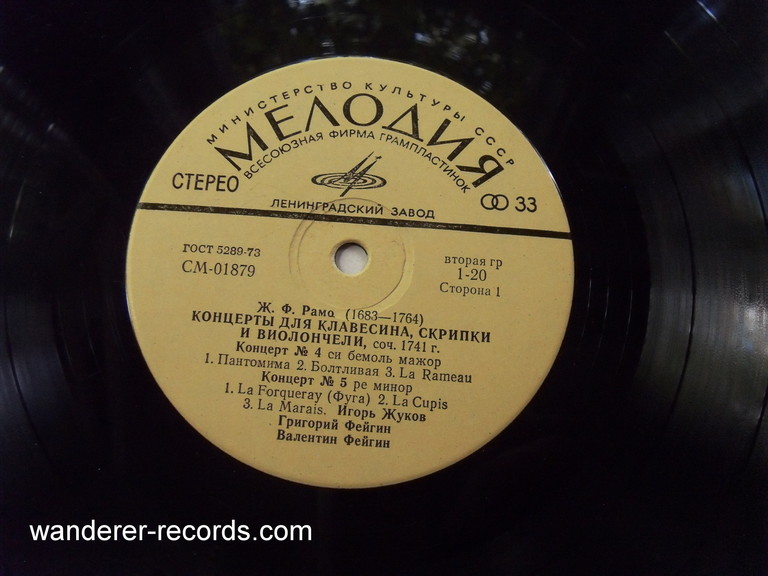 МИНИСТЕРСТВО КУЛЬТУРЫ СССР
МЕЛОДИЯ
ВСЕСОЮЗНАЯ ФИРМА ГРАМПЛАСТИНОК
СТЕРЕО
33
ЛЕНИНГРАДСКИЙ ЗАВОД
ГОСТ 5289-73
СМ-01879
вторая гр
1-20
Сторона 1
Ж. Ф. Рамо (1683—1764)
КОНЦЕРТЫ ДЛЯ КЛАВЕСИНА, СКРИПКИ
И ВИОЛОНЧЕЛИ, соч. 1741 г.
Концерт № 4 си бемоль мажор
1. Пантомима 2. Болтливая 3. La Rameau
Концерт № 5 ре минор
1. La Forqueray (Фуга) 2. La Cupis
3. La Marais. Игорь Жуков
Григорий Фейгин
Валентин Фейгин
wanderer-records.com